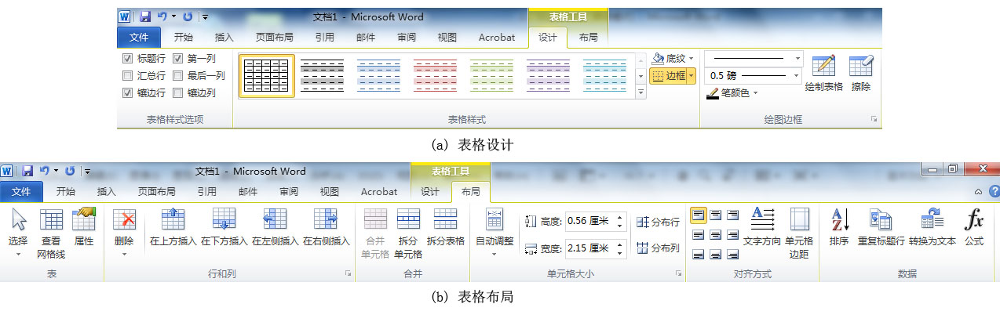 文档1 - Microsoft Word
表格工具
文件 开始 插入 页面布局 引用 邮件 审阅 视图 Acrobat 设计 布局
标题行 第一列
汇总行 最后一列
镶边行 镶边列
表格样式选项
表格样式
底纹
边框
0.5 磅
笔颜色
绘制表格 擦除
绘图边框
(a) 表格设计
文档1 - Microsoft Word
表格工具
文件 开始 插入 页面布局 引用 邮件 审阅 视图 Acrobat 设计 布局
选择 查看网格线 属性
表
删除 在上方插入 在下方插入 在左侧插入 在右侧插入
行和列
合并单元格 拆分单元格 拆分表格
合并
自动调整
高度: 0.56 厘米 分布行
宽度: 2.15 厘米 分布列
单元格大小
文字方向 单元格边距
对齐方式
排序 重复标题行 转换为文本 公式
数据
(b) 表格布局